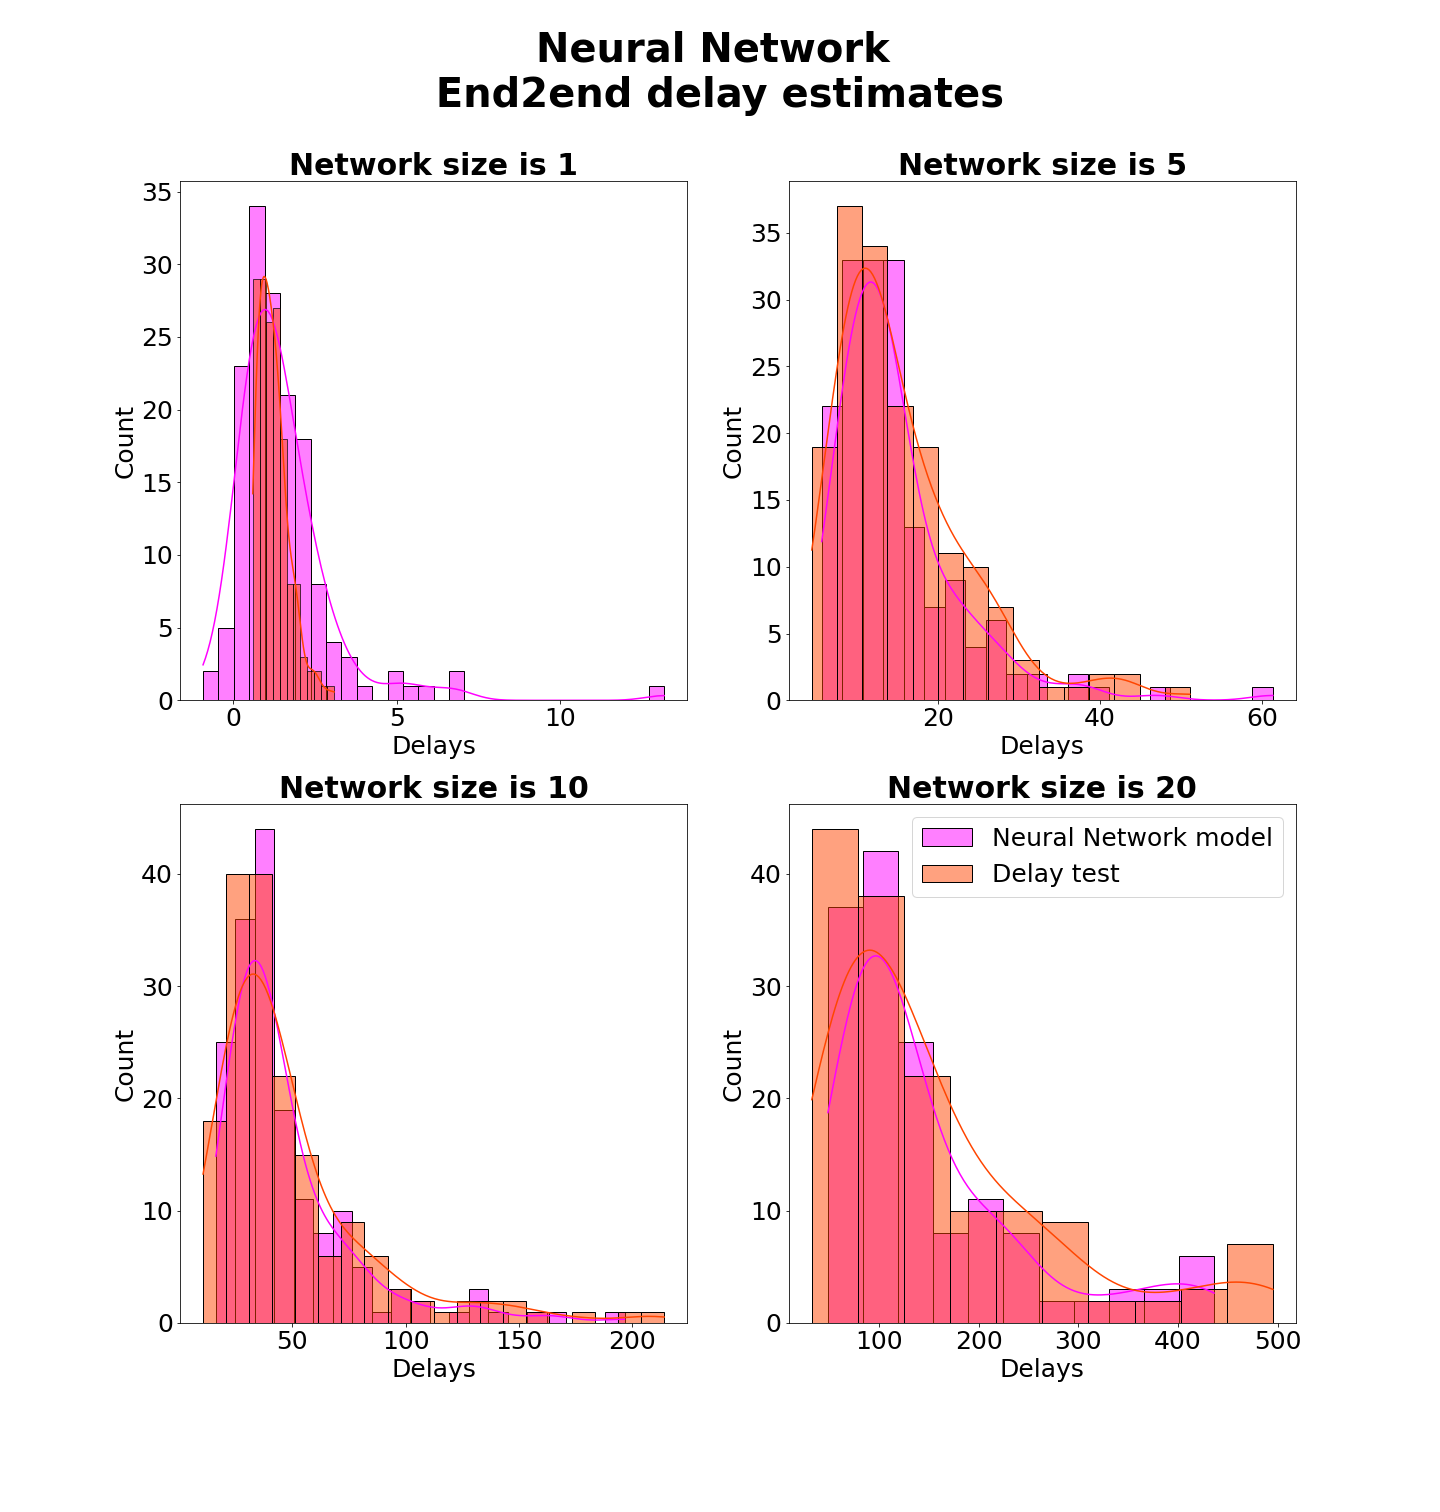 Neural Network
End2end delay estimates
Network size is 1
35
30
25
20
15
10
5
0
Count
0 5 10
Delays
Network size is 5
35
30
25
20
15
10
5
0
Count
20 40 60
Delays
Network size is 10
40
30
20
10
0
Count
50 100 150 200
Delays
Network size is 20
Neural Network model
Delay test
40
30
20
10
0
Count
100 200 300 400 500
Delays